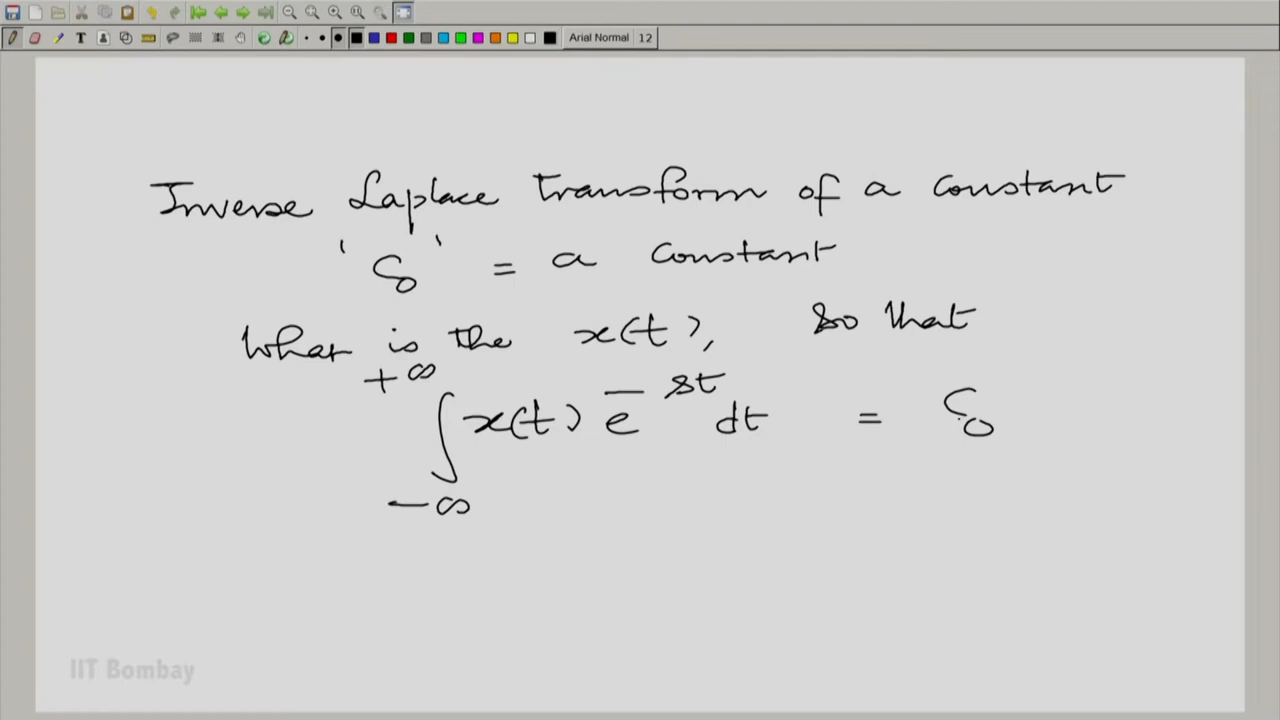 Arial Normal 12
Inverse Laplace transform of a constant
'C₀' = a constant
What is the x(t), so that
+∞
∫ x(t) e^{-st} dt = C₀
-∞
IIT Bombay